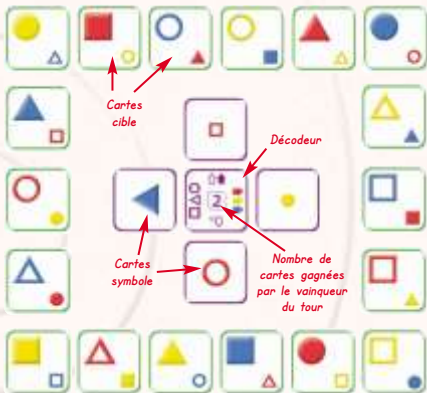 Cartes
cible
Décodeur
2
Cartes
symbole
Nombre de
cartes gagnées
par le vainqueur
du tour